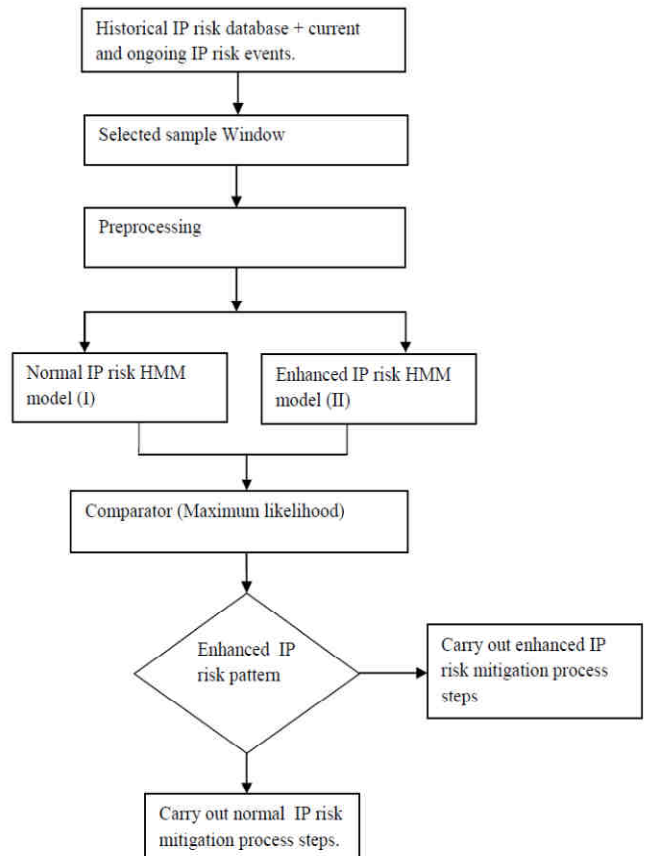 Historical IP risk database + current
and ongoing IP risk events.
Selected sample Window
Preprocessing
Normal IP risk HMM
model (I)
Enhanced IP risk HMM
model (II)
Comparator (Maximum likelihood)
Enhanced IP
risk pattern
Carry out enhanced IP
risk mitigation process
steps
Carry out normal IP risk
mitigation process steps.